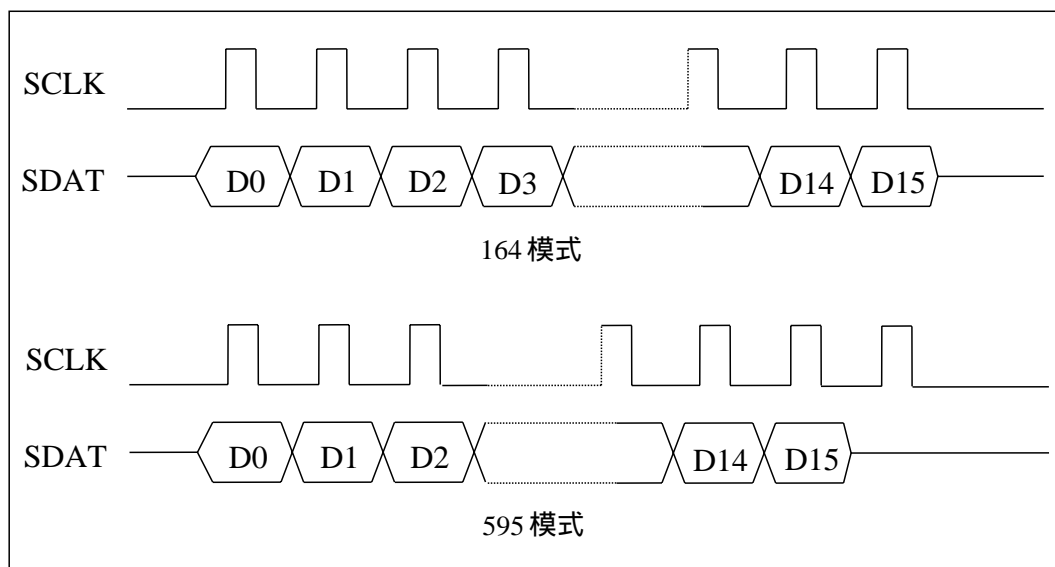 SCLK
SDAT D0 D1 D2 D3 D14 D15
164 模式
SCLK
SDAT D0 D1 D2 D14 D15
595 模式